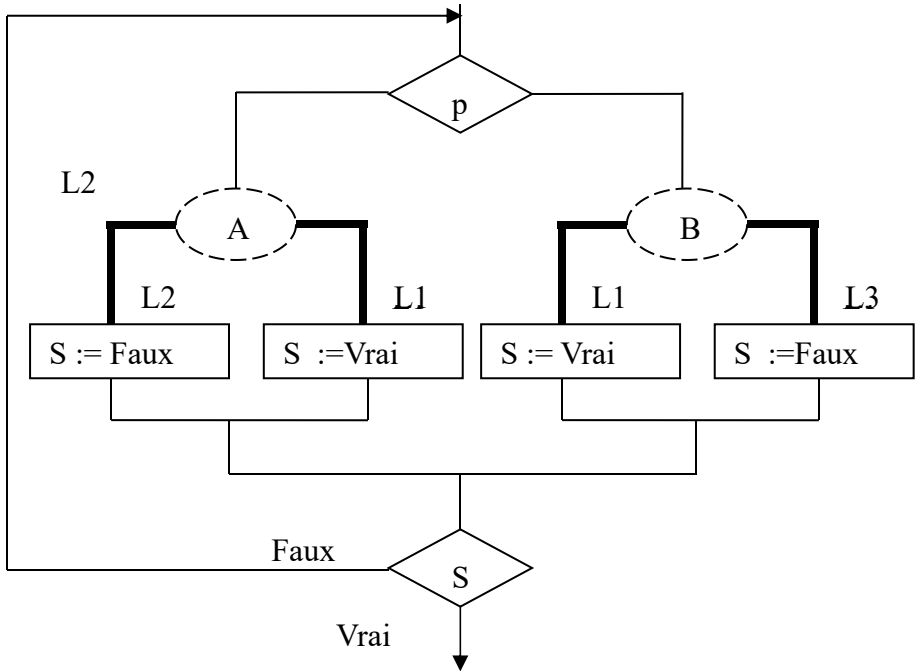 p
L2
A
B
L2
L1
L1
L3
S := Faux
S :=Vrai
S := Vrai
S :=Faux
Faux
S
Vrai